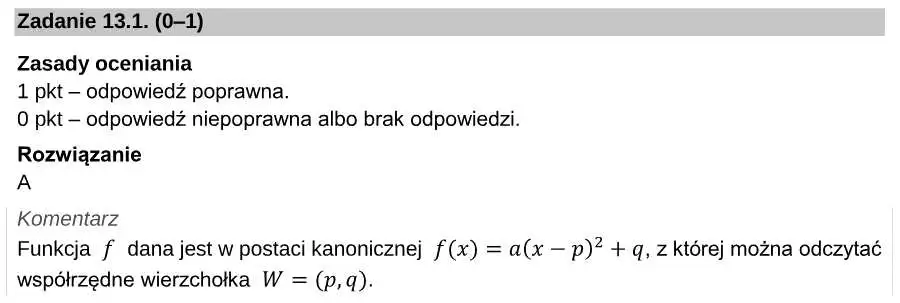 Zadanie 13.1. (0–1)
Zasady oceniania
1 pkt – odpowiedź poprawna.
0 pkt – odpowiedź niepoprawna albo brak odpowiedzi.
Rozwiązanie
A
Komentarz
Funkcja f dana jest w postaci kanonicznej f(x) = a(x − p)² + q, z której można odczytać
współrzędne wierzchołka W = (p, q).